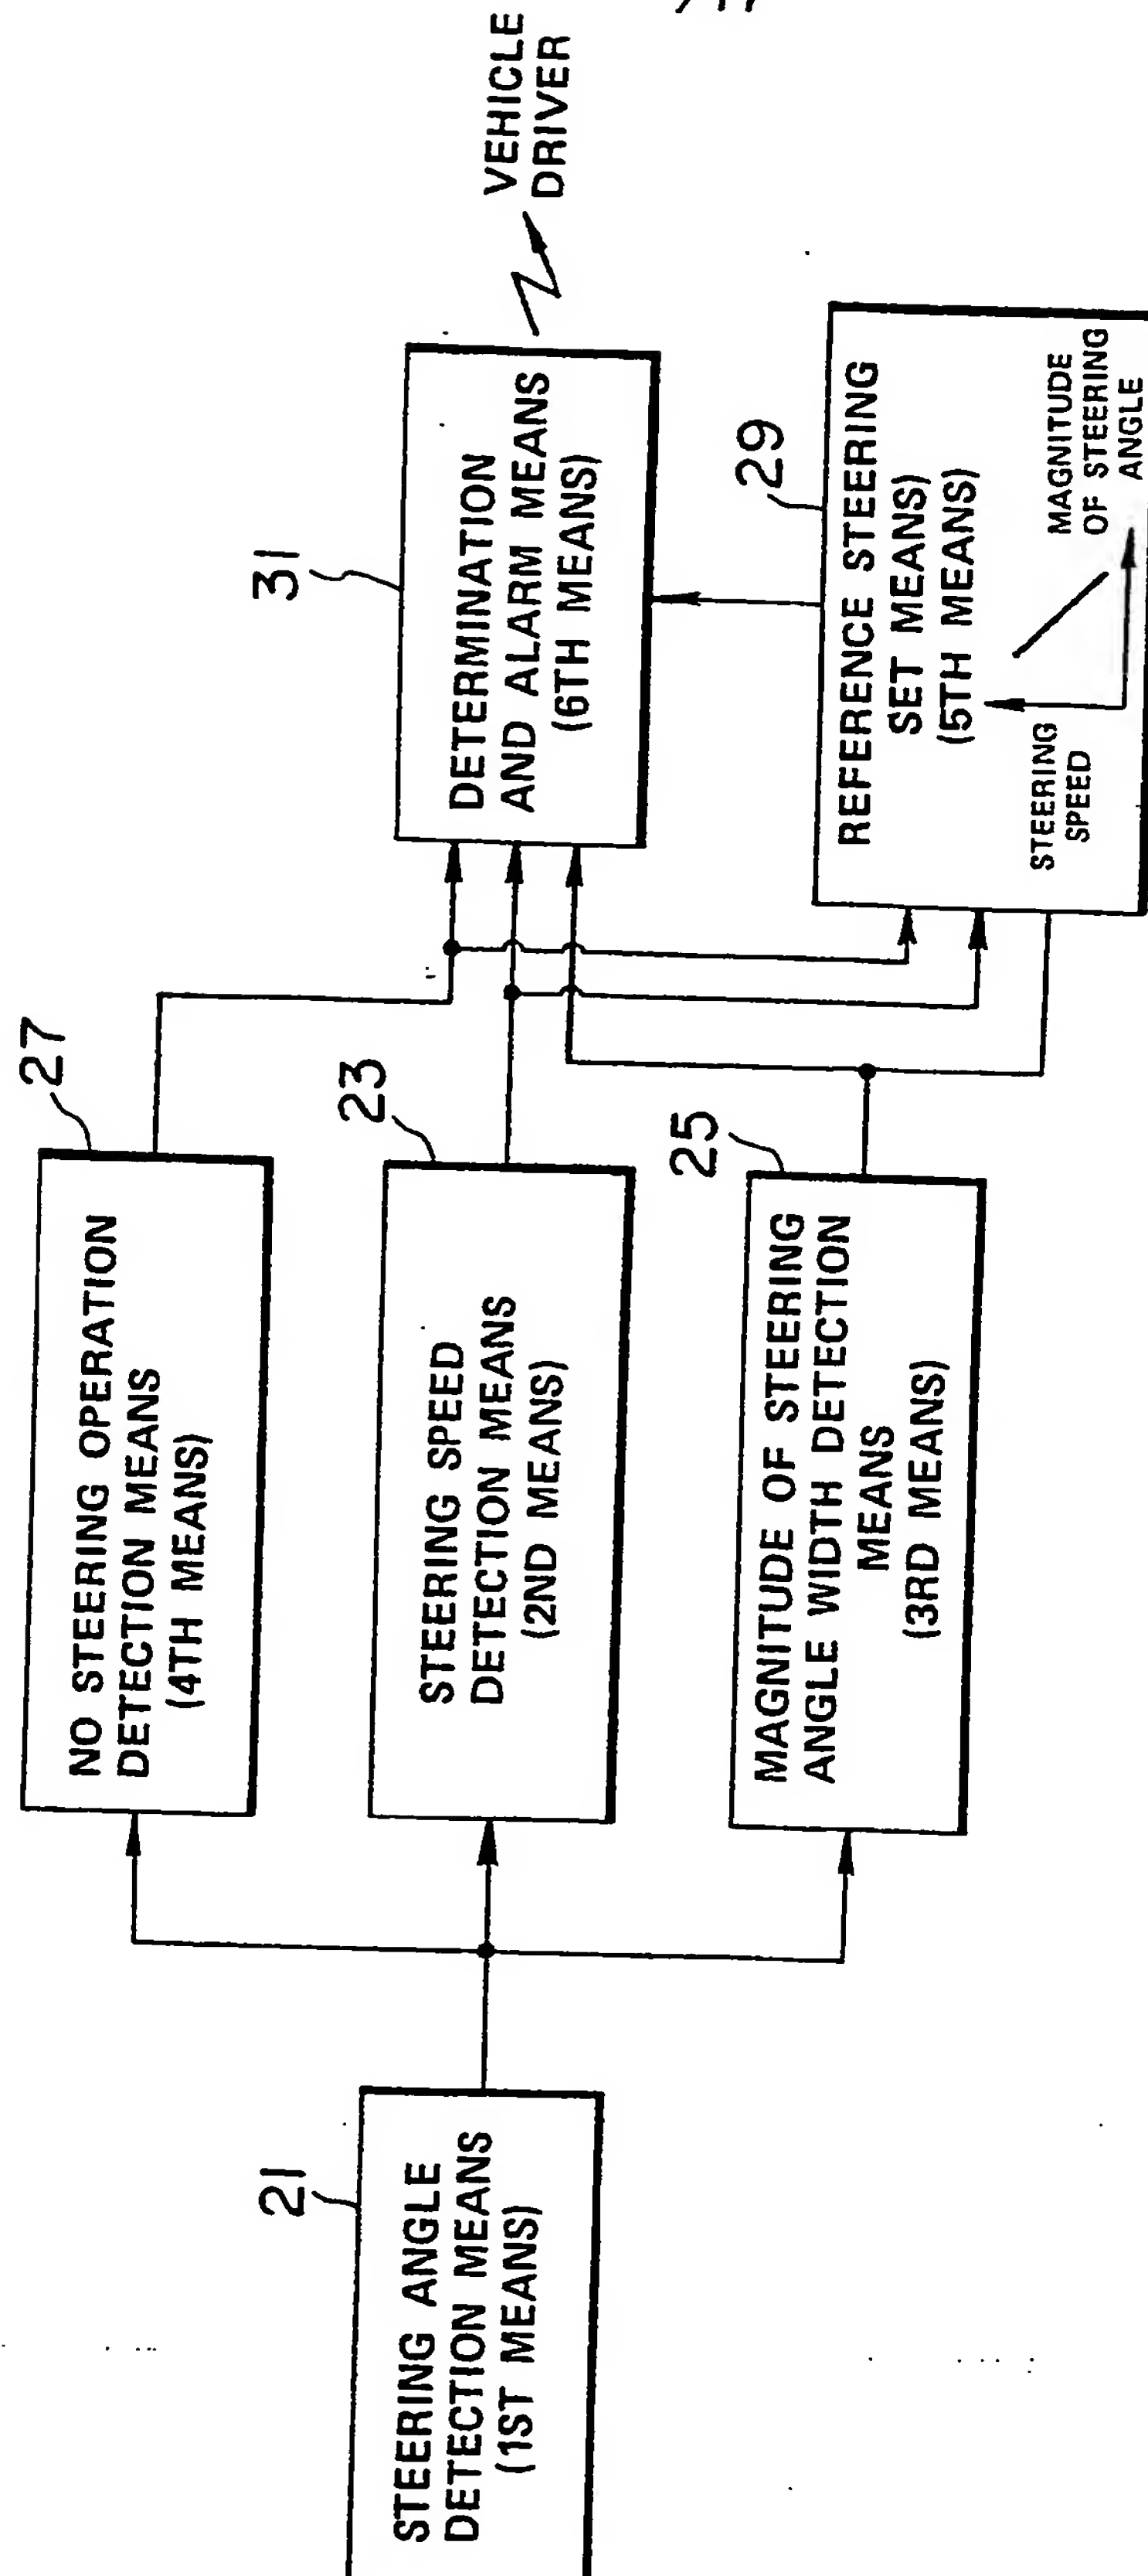 21
STEERING ANGLE
DETECTION MEANS
(1ST MEANS)
27
NO STEERING OPERATION
DETECTION MEANS
(4TH MEANS)
23
STEERING SPEED
DETECTION MEANS
(2ND MEANS)
25
MAGNITUDE OF STEERING
ANGLE WIDTH DETECTION
MEANS
(3RD MEANS)
31
DETERMINATION
AND ALARM MEANS
(6TH MEANS)
VEHICLE
DRIVER
29
REFERENCE STEERING
SET MEANS)
(5TH MEANS)
STEERING
SPEED
MAGNITUDE
OF STEERING
ANGLE